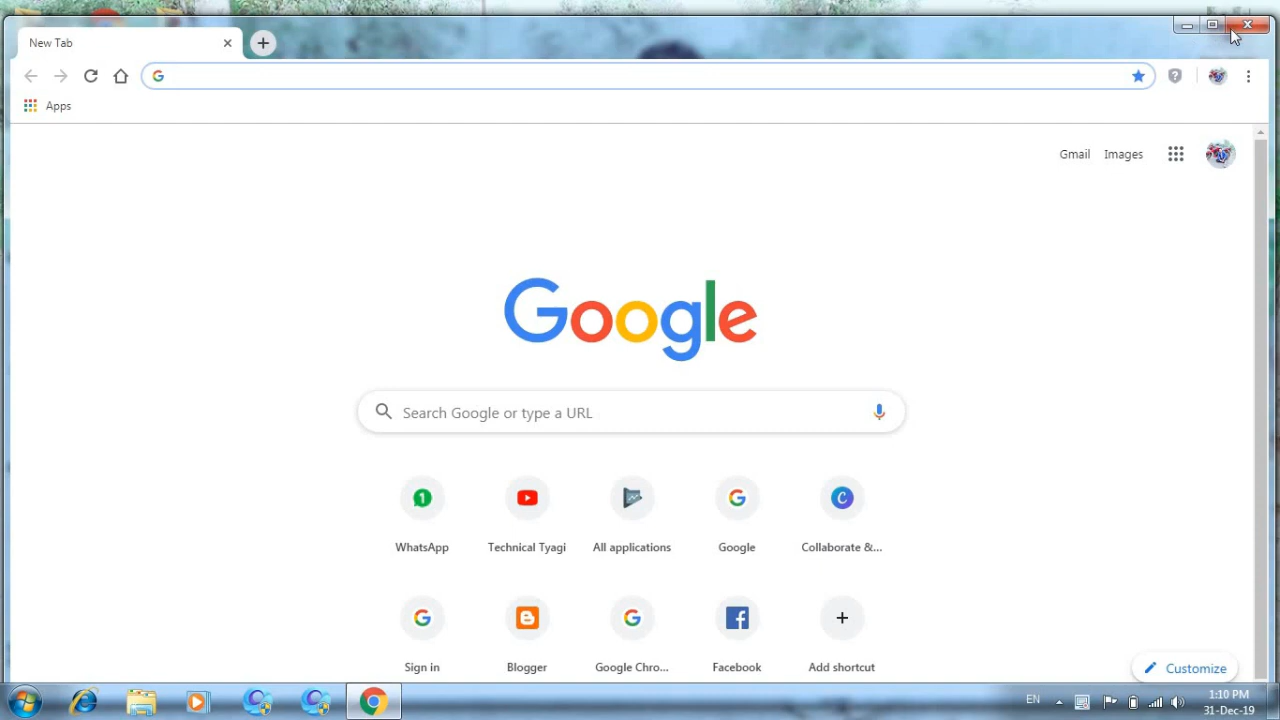 New Tab
Apps
Gmail Images
Google
Search Google or type a URL
1
C
WhatsApp Technical Tyagi All applications Google Collaborate &...
Sign in Blogger Google Chro... Facebook Add shortcut
Customize
EN 1:10 PM
31-Dec-19